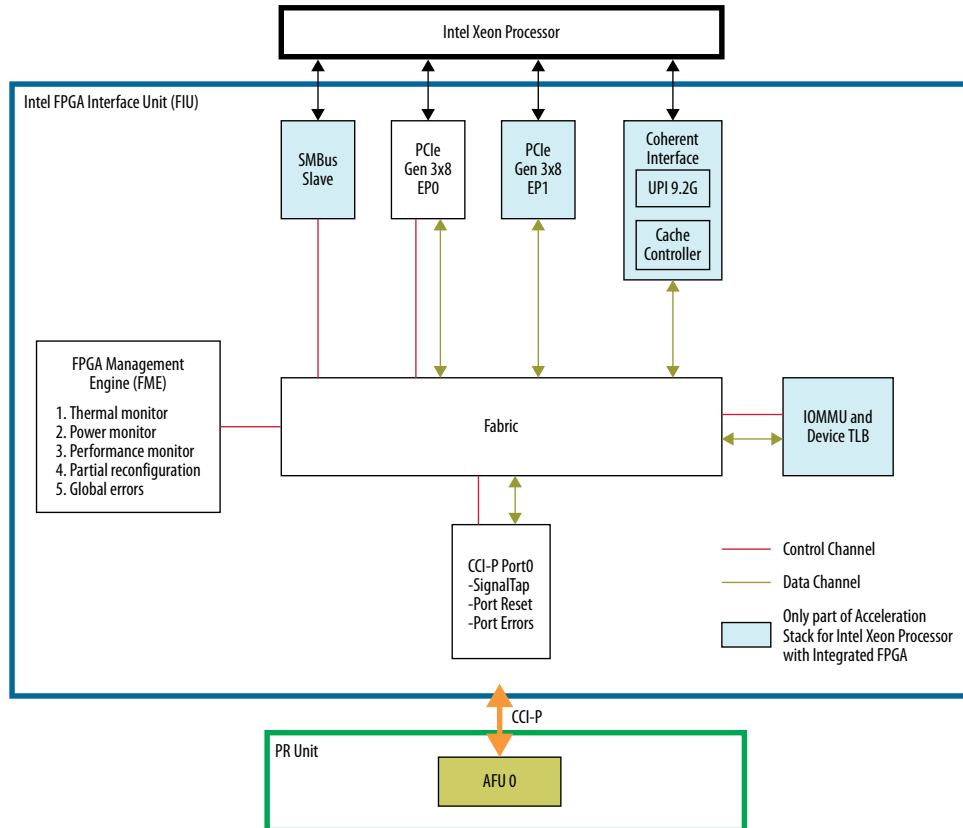 Intel Xeon Processor
Intel FPGA Interface Unit (FIU)
SMBus
Slave
PCIe
Gen 3x8
EP0
PCIe
Gen 3x8
EP1
Coherent
Interface
UPI 9.2G
Cache
Controller
FPGA Management
Engine (FME)
1. Thermal monitor
2. Power monitor
3. Performance monitor
4. Partial reconfiguration
5. Global errors
Fabric
IOMMU and
Device TLB
CCI-P Port0
-SignalTap
-Port Reset
-Port Errors
Control Channel
Data Channel
Only part of Acceleration
Stack for Intel Xeon Processor
with Integrated FPGA
CCI-P
PR Unit
AFU 0